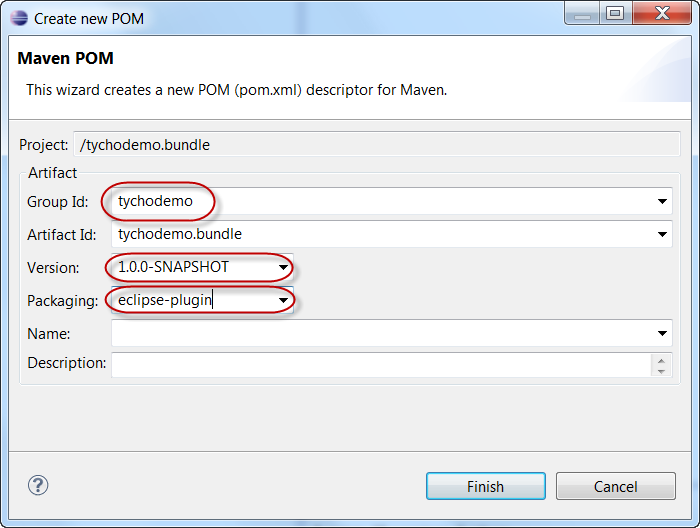 Create new POM
Maven POM
This wizard creates a new POM (pom.xml) descriptor for Maven.
Project: /tychodemo.bundle
Artifact
Group Id: tychodemo
Artifact Id: tychodemo.bundle
Version: 1.0.0-SNAPSHOT
Packaging: eclipse-plugin
Name:
Description:
? Finish Cancel